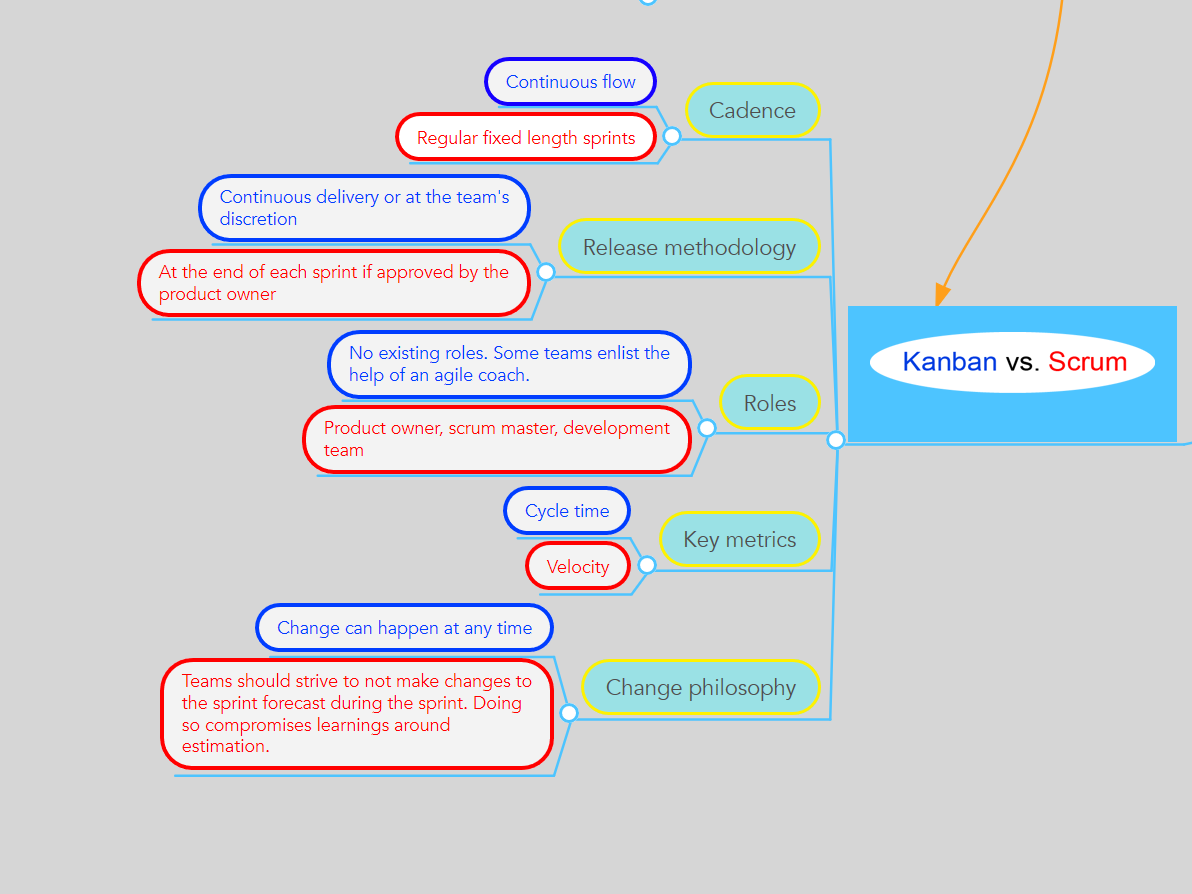 Continuous flow
Cadence
Regular fixed length sprints
Continuous delivery or at the team's
discretion
Release methodology
At the end of each sprint if approved by the
product owner
Kanban vs. Scrum
No existing roles. Some teams enlist the
help of an agile coach.
Roles
Product owner, scrum master, development
team
Cycle time
Key metrics
Velocity
Change can happen at any time
Change philosophy
Teams should strive to not make changes to
the sprint forecast during the sprint. Doing
so compromises learnings around
estimation.